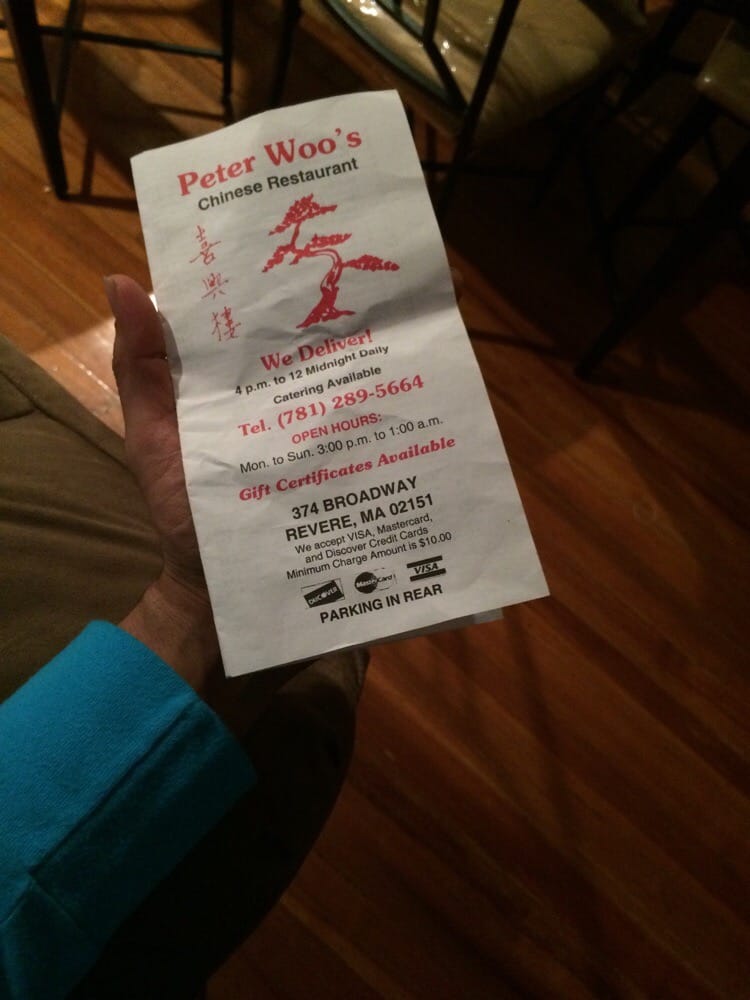 Peter Woo's
Chinese Restaurant
喜
興
樓
We Deliver!
4 p.m. to 12 Midnight Daily
Catering Available
Tel. (781) 289-5664
OPEN HOURS:
Mon. to Sun. 3:00 p.m. to 1:00 a.m.
Gift Certificates Available
374 BROADWAY
REVERE, MA 02151
We accept VISA, Mastercard,
and Discover Credit Cards
Minimum Charge Amount is $10.00
DISCOVER MasterCard VISA
PARKING IN REAR